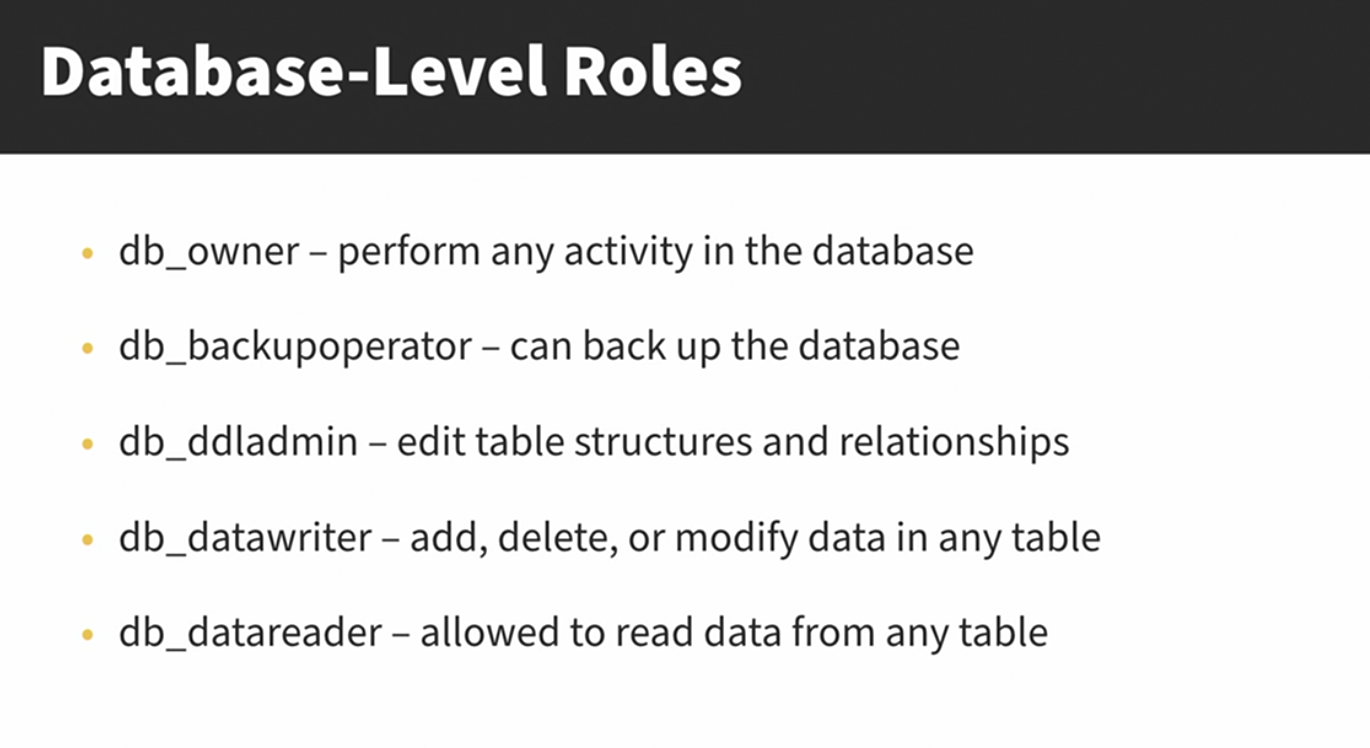 Database-Level Roles
• db_owner – perform any activity in the database
• db_backupoperator – can back up the database
• db_ddladmin – edit table structures and relationships
• db_datawriter – add, delete, or modify data in any table
• db_datareader – allowed to read data from any table